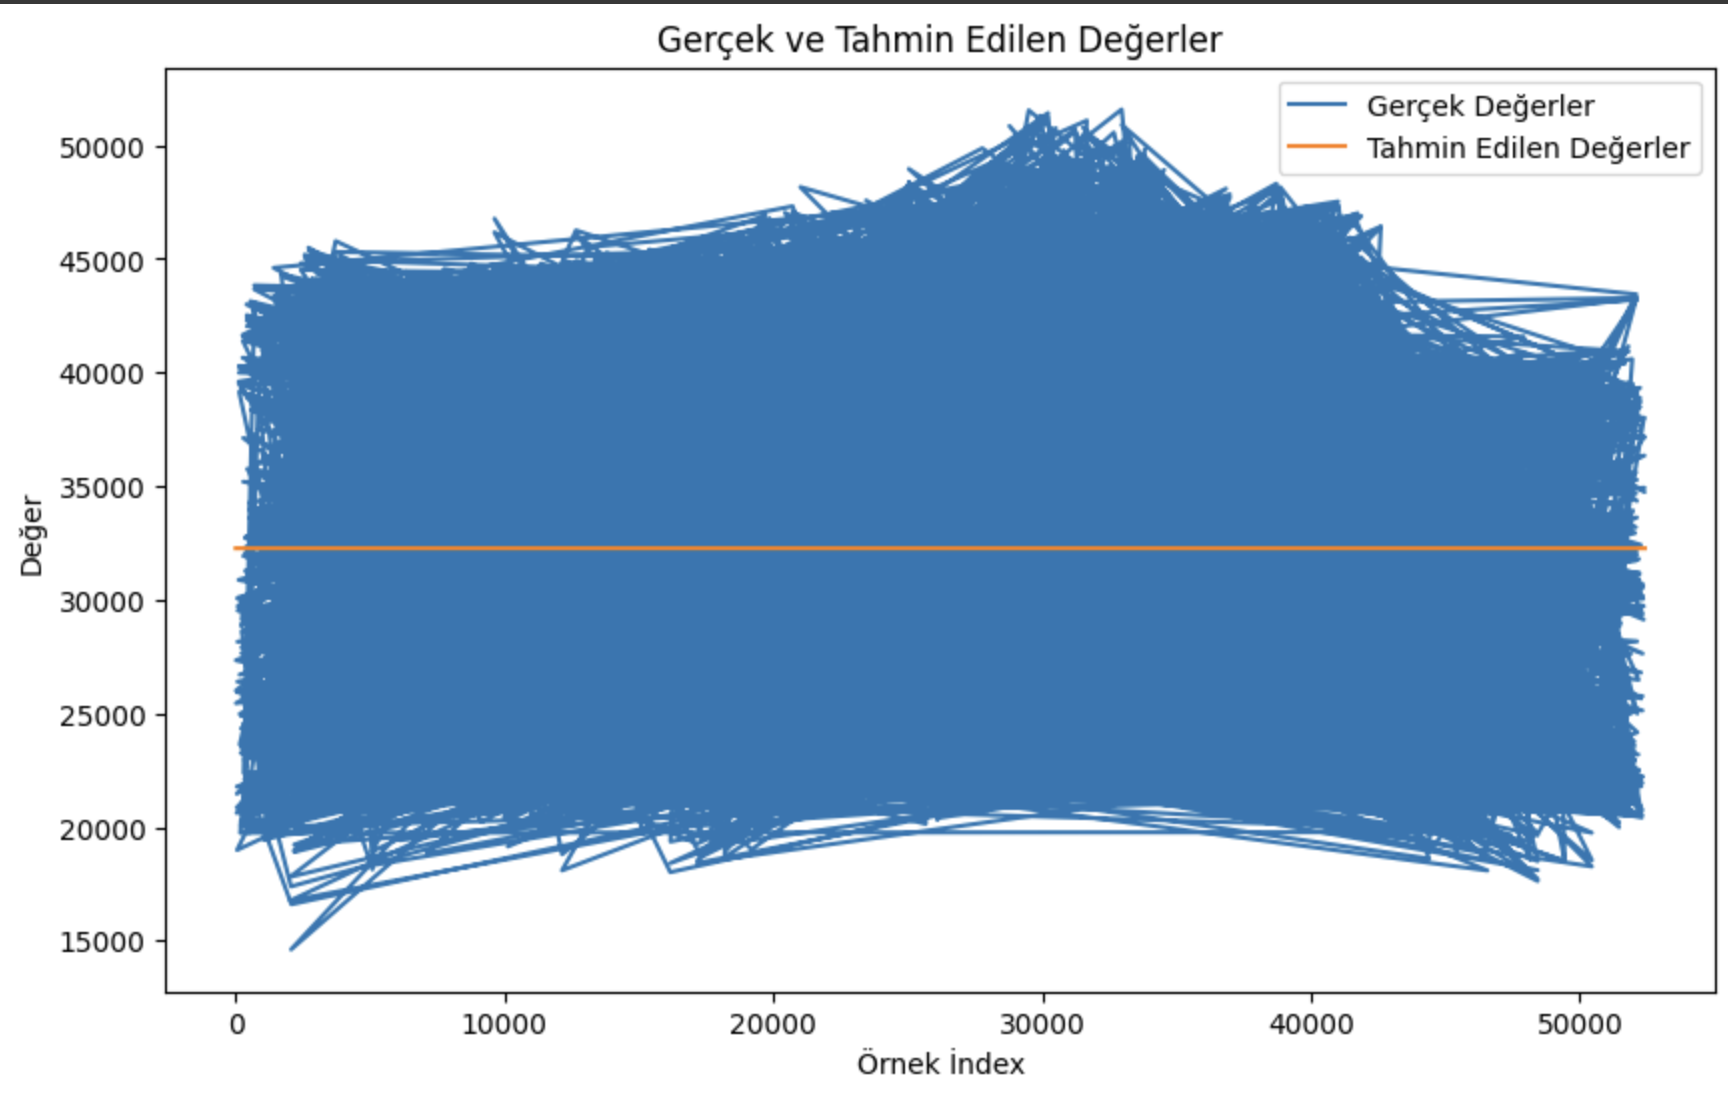 Gerçek ve Tahmin Edilen Değerler
Gerçek Değerler
Tahmin Edilen Değerler
50000
45000
40000
35000
30000
25000
20000
15000
Değer
0 10000 20000 30000 40000 50000
Örnek İndex